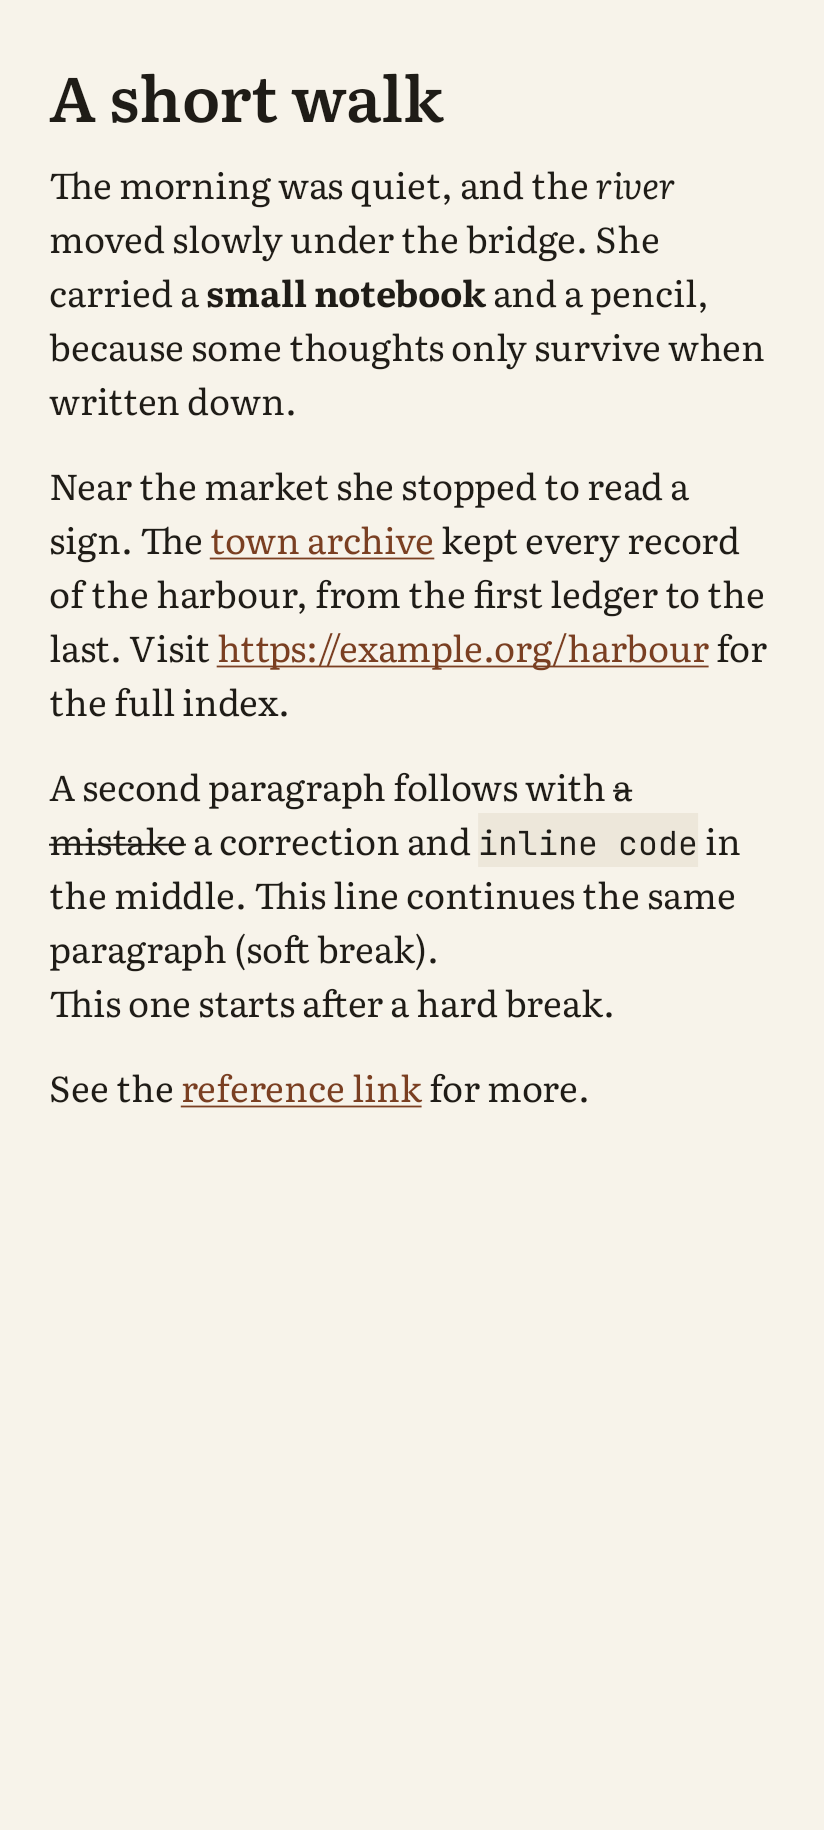 A short walk
The morning was quiet, and the river
moved slowly under the bridge. She
carried a small notebook and a pencil,
because some thoughts only survive when
written down.
Near the market she stopped to read a
sign. The town archive kept every record
of the harbour, from the first ledger to the
last. Visit https://example.org/harbour for
the full index.
A second paragraph follows with a
mistake a correction and inline code in
the middle. This line continues the same
paragraph (soft break).
This one starts after a hard break.
See the reference link for more.